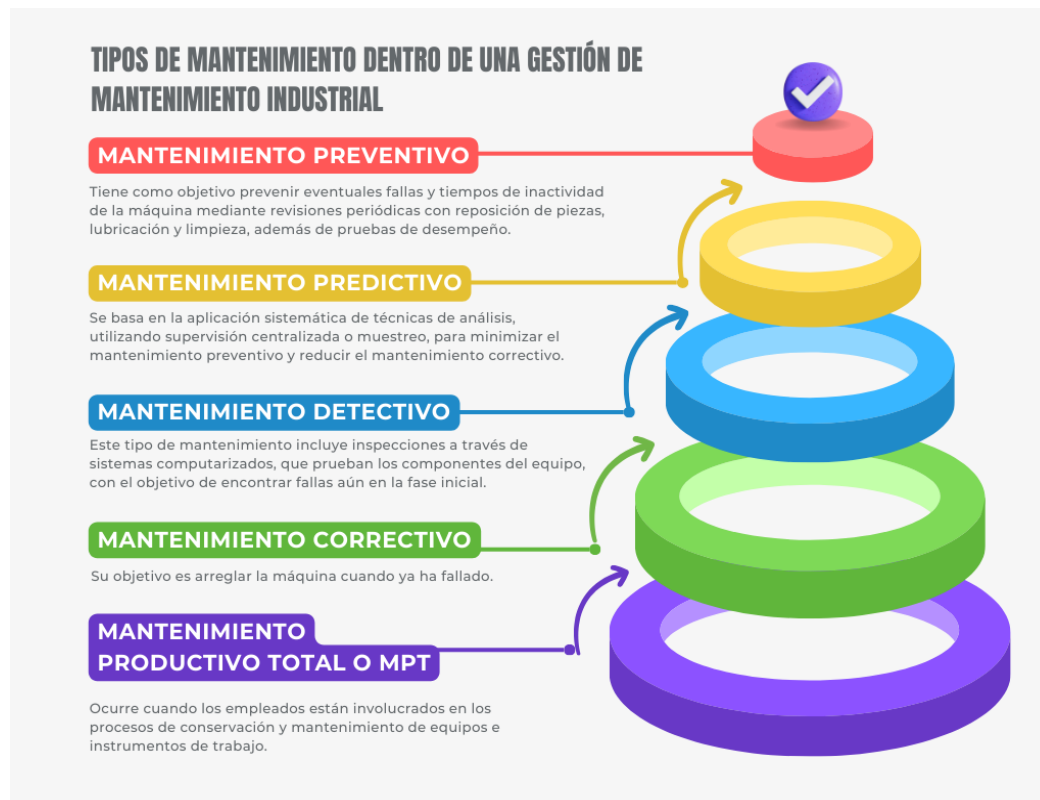 TIPOS DE MANTENIMIENTO DENTRO DE UNA GESTIÓN DE
MANTENIMIENTO INDUSTRIAL
MANTENIMIENTO PREVENTIVO
Tiene como objetivo prevenir eventuales fallas y tiempos de inactividad
de la máquina mediante revisiones periódicas con reposición de piezas,
lubricación y limpieza, además de pruebas de desempeño.
MANTENIMIENTO PREDICTIVO
Se basa en la aplicación sistemática de técnicas de análisis,
utilizando supervisión centralizada o muestreo, para minimizar el
mantenimiento preventivo y reducir el mantenimiento correctivo.
MANTENIMIENTO DETECTIVO
Este tipo de mantenimiento incluye inspecciones a través de
sistemas computarizados, que prueban los componentes del equipo,
con el objetivo de encontrar fallas aún en la fase inicial.
MANTENIMIENTO CORRECTIVO
Su objetivo es arreglar la máquina cuando ya ha fallado.
MANTENIMIENTO
PRODUCTIVO TOTAL O MPT
Ocurre cuando los empleados están involucrados en los
procesos de conservación y mantenimiento de equipos e
instrumentos de trabajo.